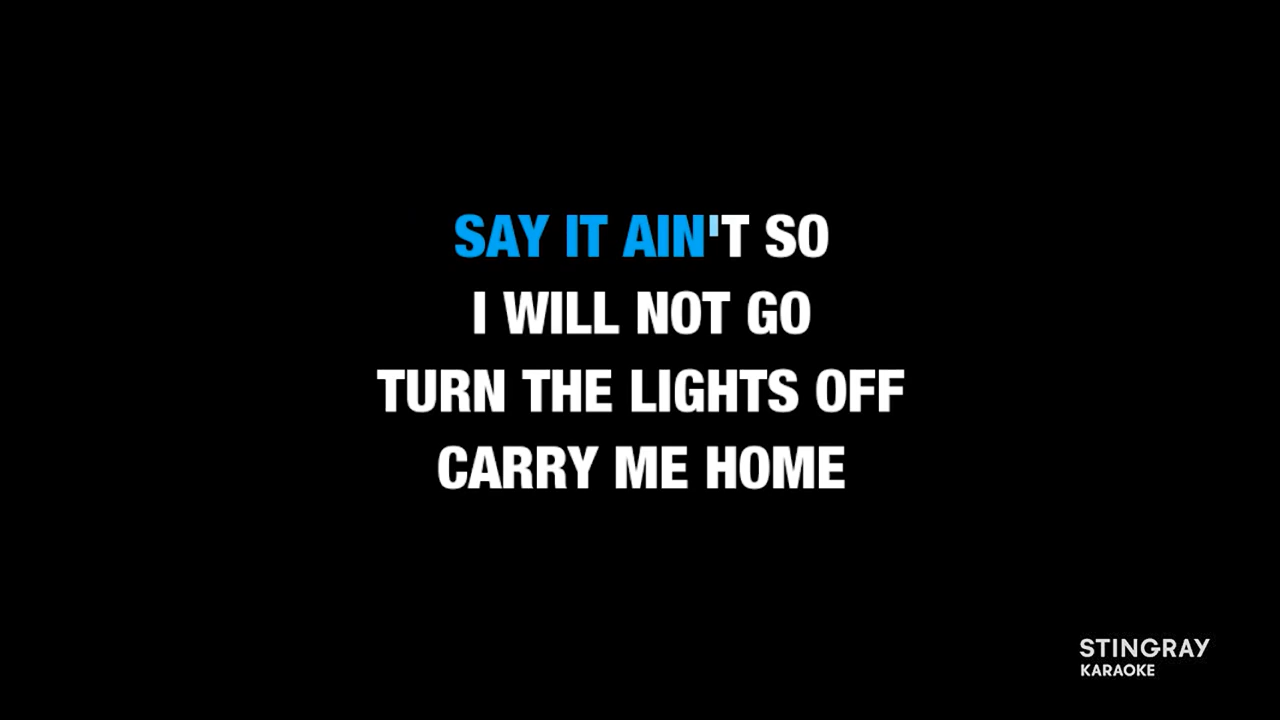 SAY IT AIN'T SO
I WILL NOT GO
TURN THE LIGHTS OFF
CARRY ME HOME
STINGRAY
KARAOKE